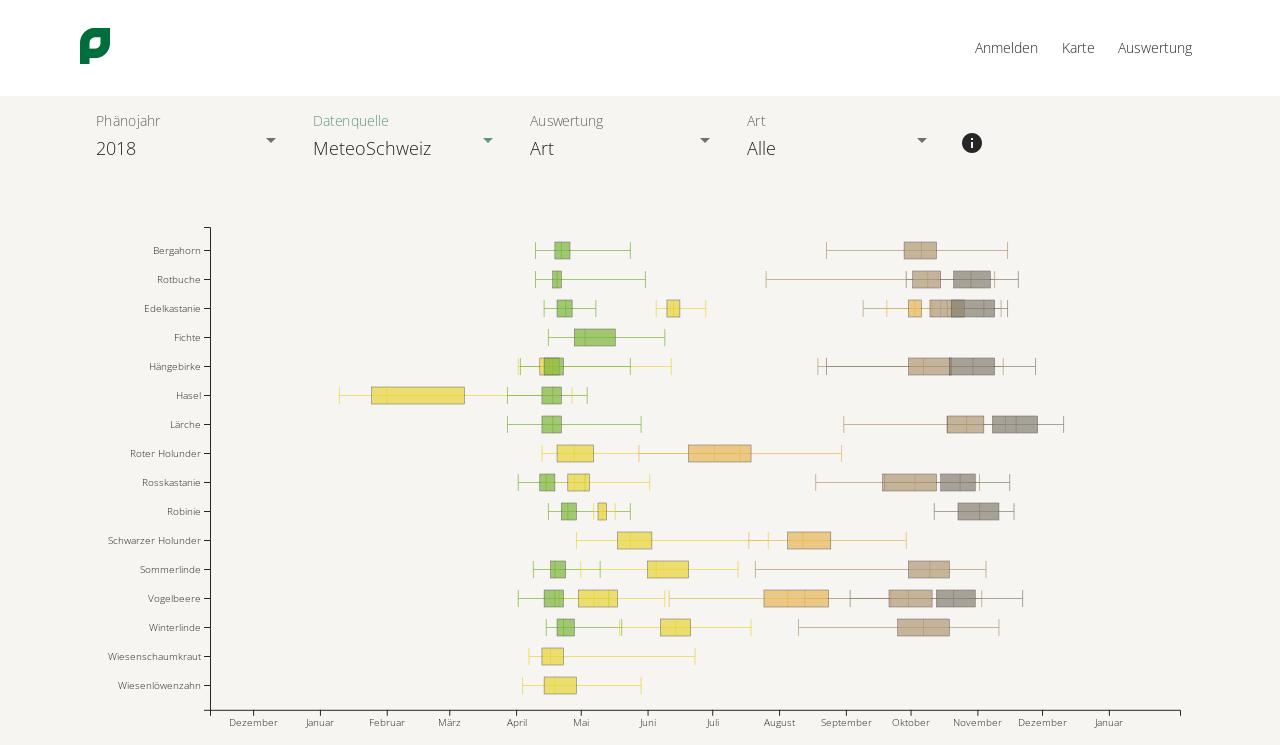 Anmelden Karte Auswertung
Phänojahr Datenquelle Auswertung Art
2018 MeteoSchweiz Art Alle
Bergahorn
Rotbuche
Edelkastanie
Fichte
Hängebirke
Hasel
Lärche
Roter Holunder
Rosskastanie
Robinie
Schwarzer Holunder
Sommerlinde
Vogelbeere
Winterlinde
Wiesenschaumkraut
Wiesenlöwenzahn
Dezember Januar Februar März April Mai Juni Juli August September Oktober November Dezember Januar